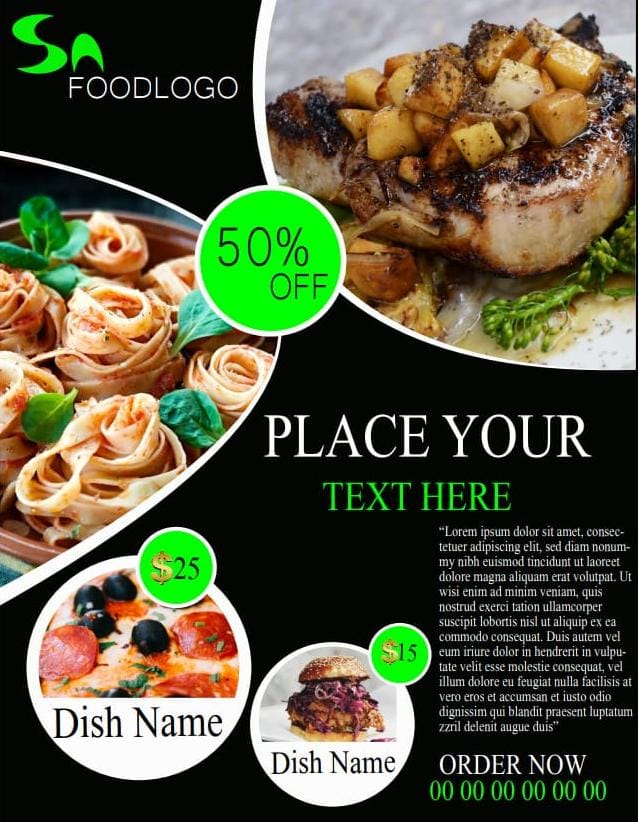 Sa
FOODLOGO
50%
OFF
PLACE YOUR
TEXT HERE
“Lorem ipsum dolor sit amet, consec-
tetuer adipiscing elit, sed diam nonum-
my nibh euismod tincidunt ut laoreet
dolore magna aliquam erat volutpat. Ut
wisi enim ad minim veniam, quis
nostrud exerci tation ullamcorper
suscipit lobortis nisl ut aliquip ex ea
commodo consequat. Duis autem vel
eum iriure dolor in hendrerit in vulpu-
tate velit esse molestie consequat, vel
illum dolore eu feugiat nulla facilisis at
vero eros et accumsan et iusto odio
dignissim qui blandit praesent luptatum
zzril delenit augue duis”
$25
Dish Name
$15
Dish Name
ORDER NOW
00 00 00 00 00 00